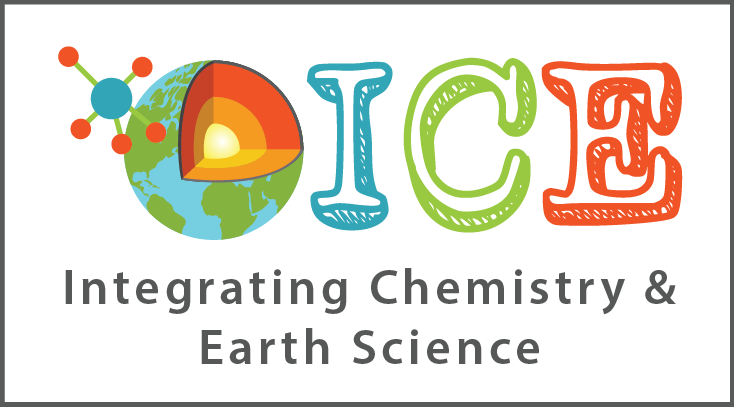 ICE
Integrating Chemistry &
Earth Science